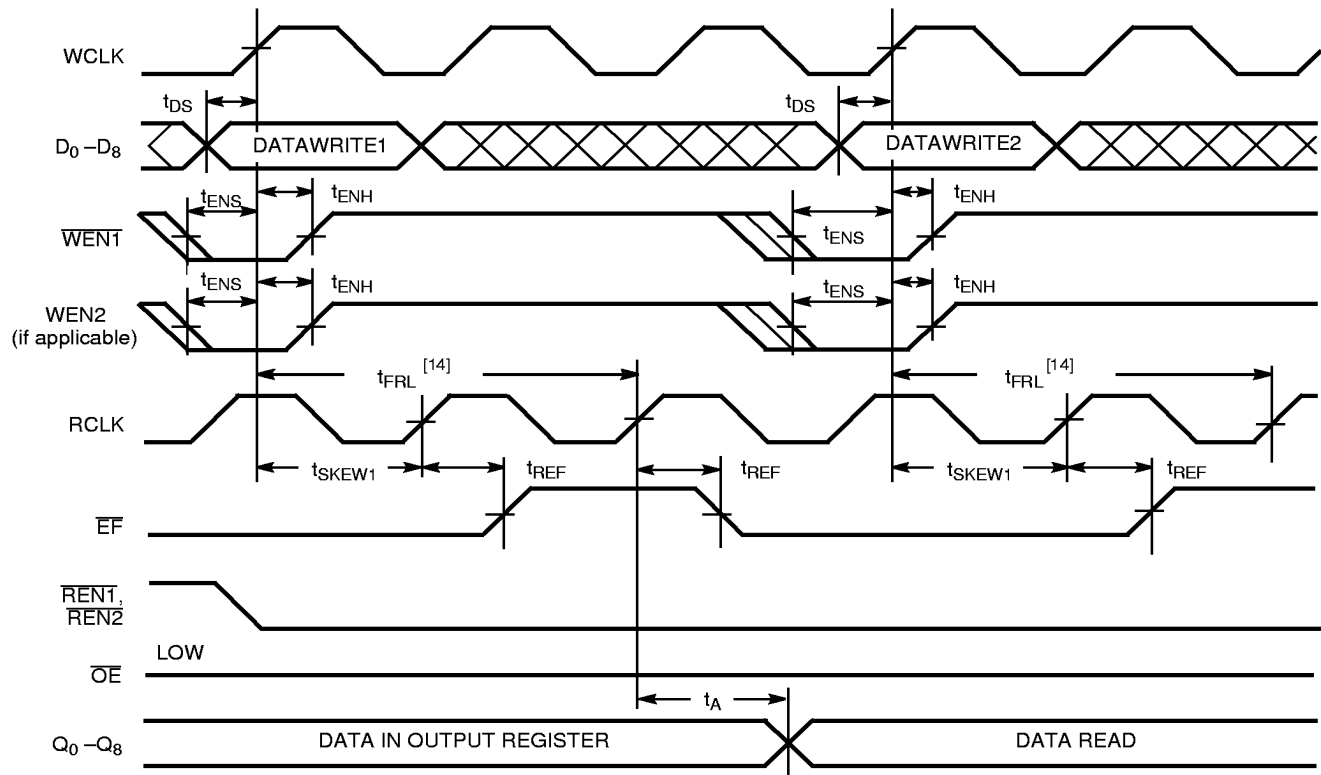 WCLK
tDS tDS
D0 –D8 DATAWRITE1 DATAWRITE2
tENS tENH tENH
WEN1 tENS
tENS tENH tENS tENH
WEN2
(if applicable)
tFRL [14] tFRL [14]
RCLK
tSKEW1 tREF tREF tSKEW1 tREF
EF
REN1,
REN2
LOW
OE
tA
Q0 –Q8 DATA IN OUTPUT REGISTER DATA READ